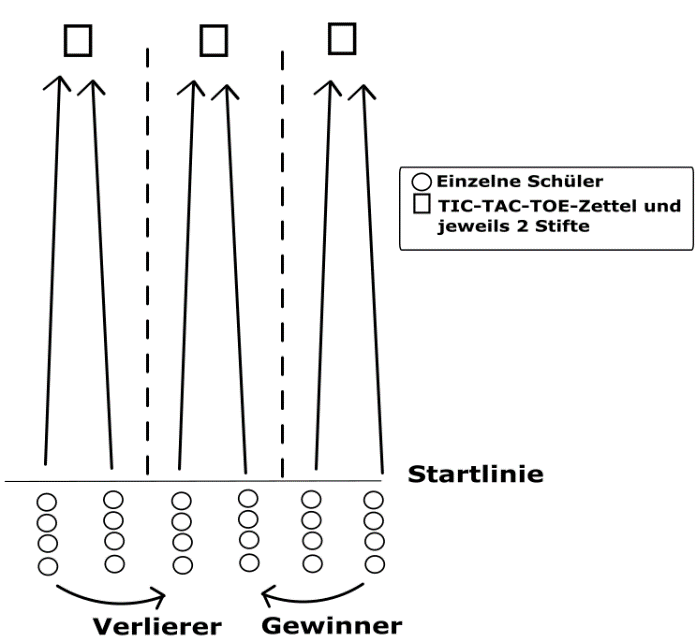 Einzelne Schüler
TIC-TAC-TOE-Zettel und
jeweils 2 Stifte
Startlinie
Verlierer
Gewinner